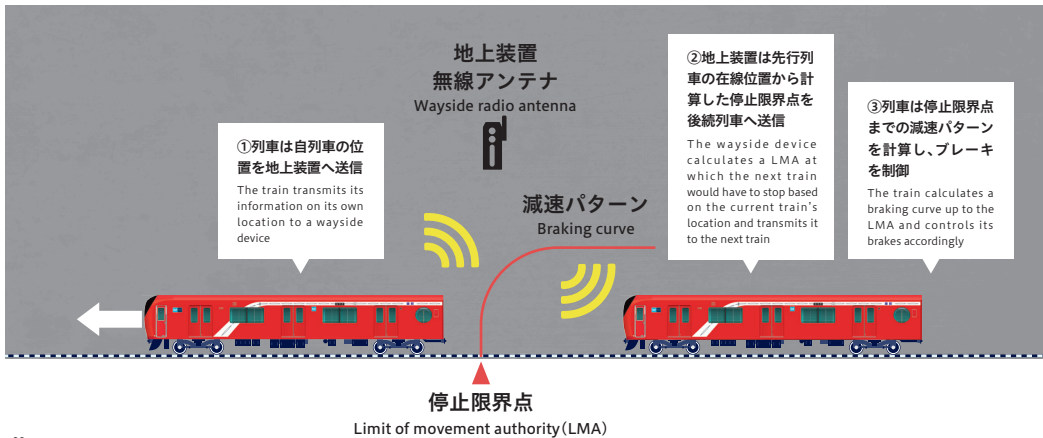 地上装置
無線アンテナ
Wayside radio antenna
①列車は自列車の位
置を地上装置へ送信
The train transmits its
information on its own
location to a wayside
device
減速パターン
Braking curve
②地上装置は先行列
車の在線位置から計
算した停止限界点を
後続列車へ送信
The wayside device
calculates a LMA at
which the next train
would have to stop based
on the current train's
location and transmits it
to the next train
③列車は停止限界点
までの減速パターン
を計算し、ブレーキ
を制御
The train calculates a
braking curve up to the
LMA and controls its
brakes accordingly
停止限界点
Limit of movement authority(LMA)